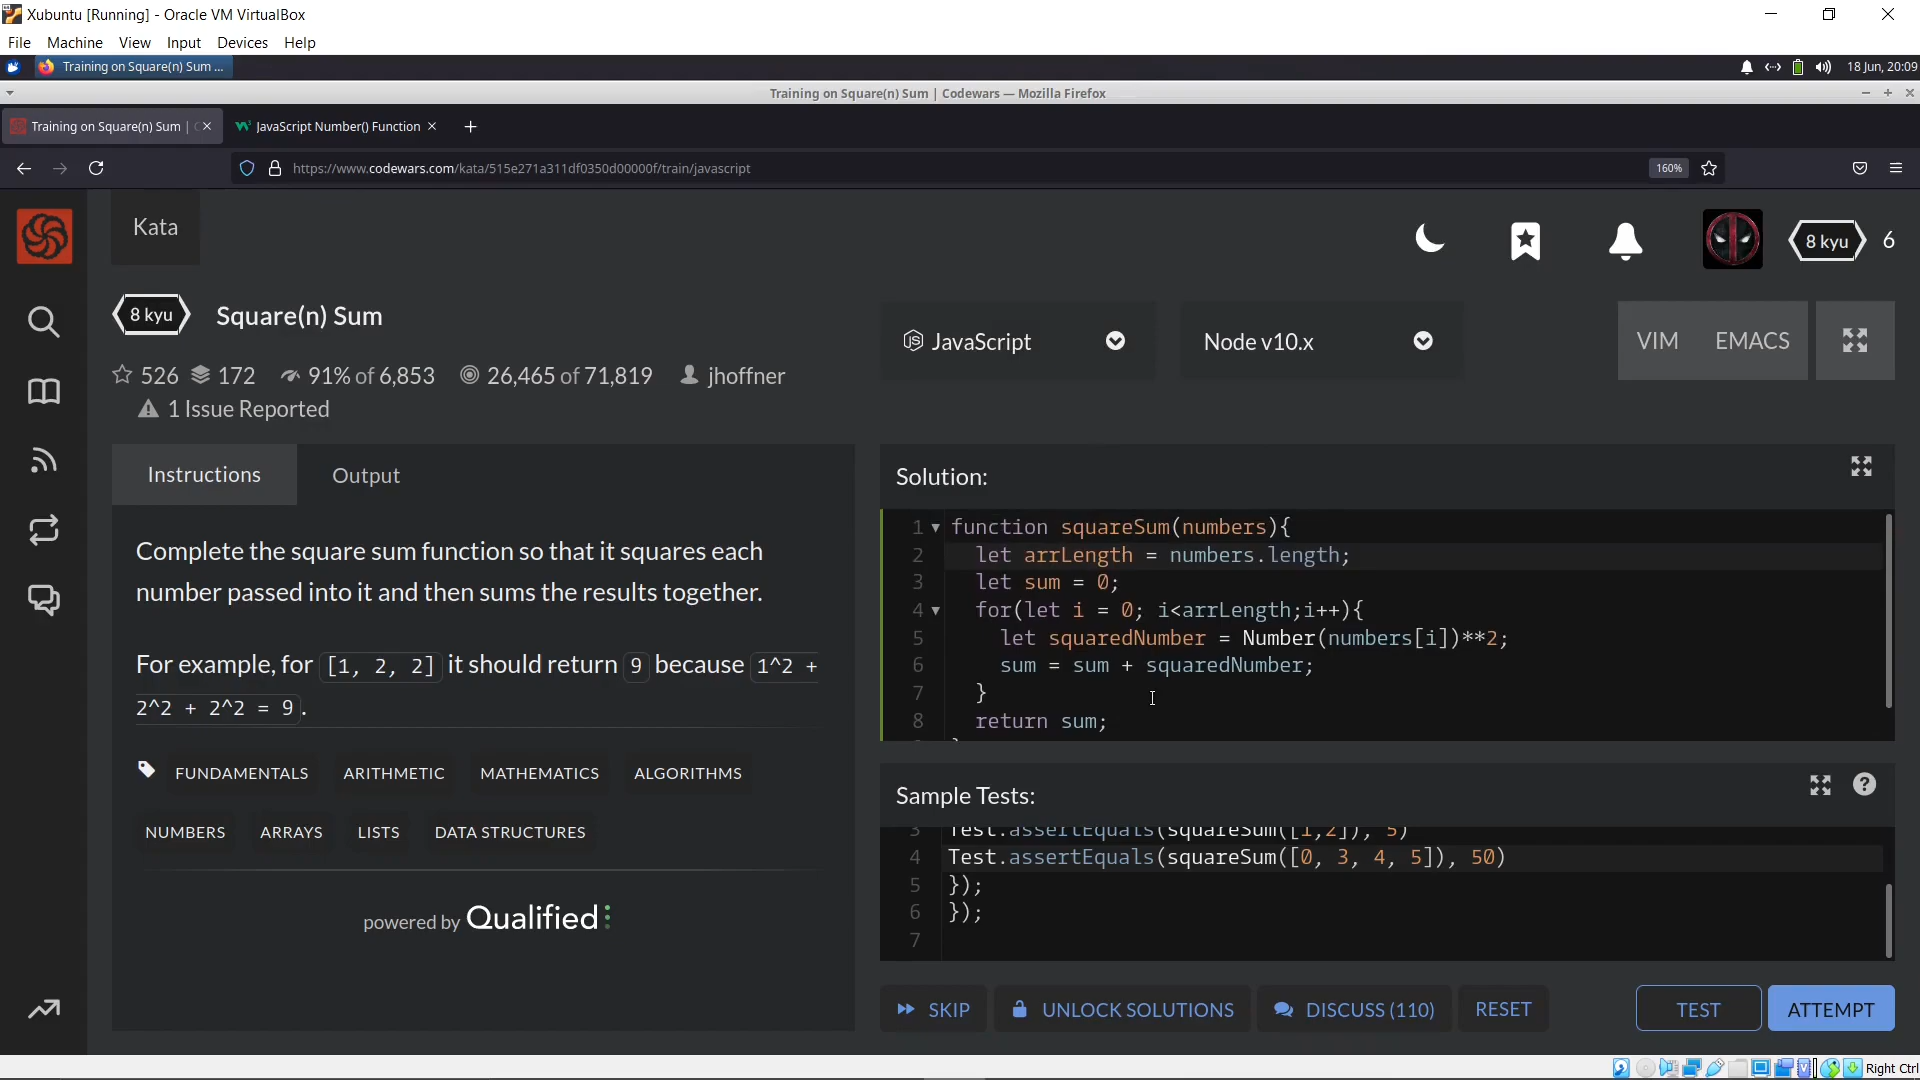 Xubuntu [Running] - Oracle VM VirtualBox
File Machine View Input Devices Help
Training on Square(n) Sum ...
18 Jun, 20:09
Training on Square(n) Sum | Codewars — Mozilla Firefox
Training on Square(n) Sum |
JavaScript Number() Function
https://www.codewars.com/kata/515e271a311df0350d00000f/train/javascript
160%
Kata
8 kyu
6
8 kyu
Square(n) Sum
526 172 91% of 6,853 26,465 of 71,819 jhoffner
1 Issue Reported
JavaScript
Node v10.x
VIM EMACS
Instructions
Output
Complete the square sum function so that it squares each
number passed into it and then sums the results together.
For example, for [1, 2, 2] it should return 9 because 1^2 +
2^2 + 2^2 = 9 .
FUNDAMENTALS ARITHMETIC MATHEMATICS ALGORITHMS
NUMBERS ARRAYS LISTS DATA STRUCTURES
powered by Qualified
Solution:
1 function squareSum(numbers){
2 let arrLength = numbers.length;
3 let sum = 0;
4 for(let i = 0; i<arrLength;i++){
5 let squaredNumber = Number(numbers[i])**2;
6 sum = sum + squaredNumber;
7 }
8 return sum;
Sample Tests:
3 Test.assertEquals(squareSum([1,2]), 5)
4 Test.assertEquals(squareSum([0, 3, 4, 5]), 50)
5 });
6 });
7
SKIP
UNLOCK SOLUTIONS
DISCUSS (110)
RESET
TEST
ATTEMPT
Right Ctrl